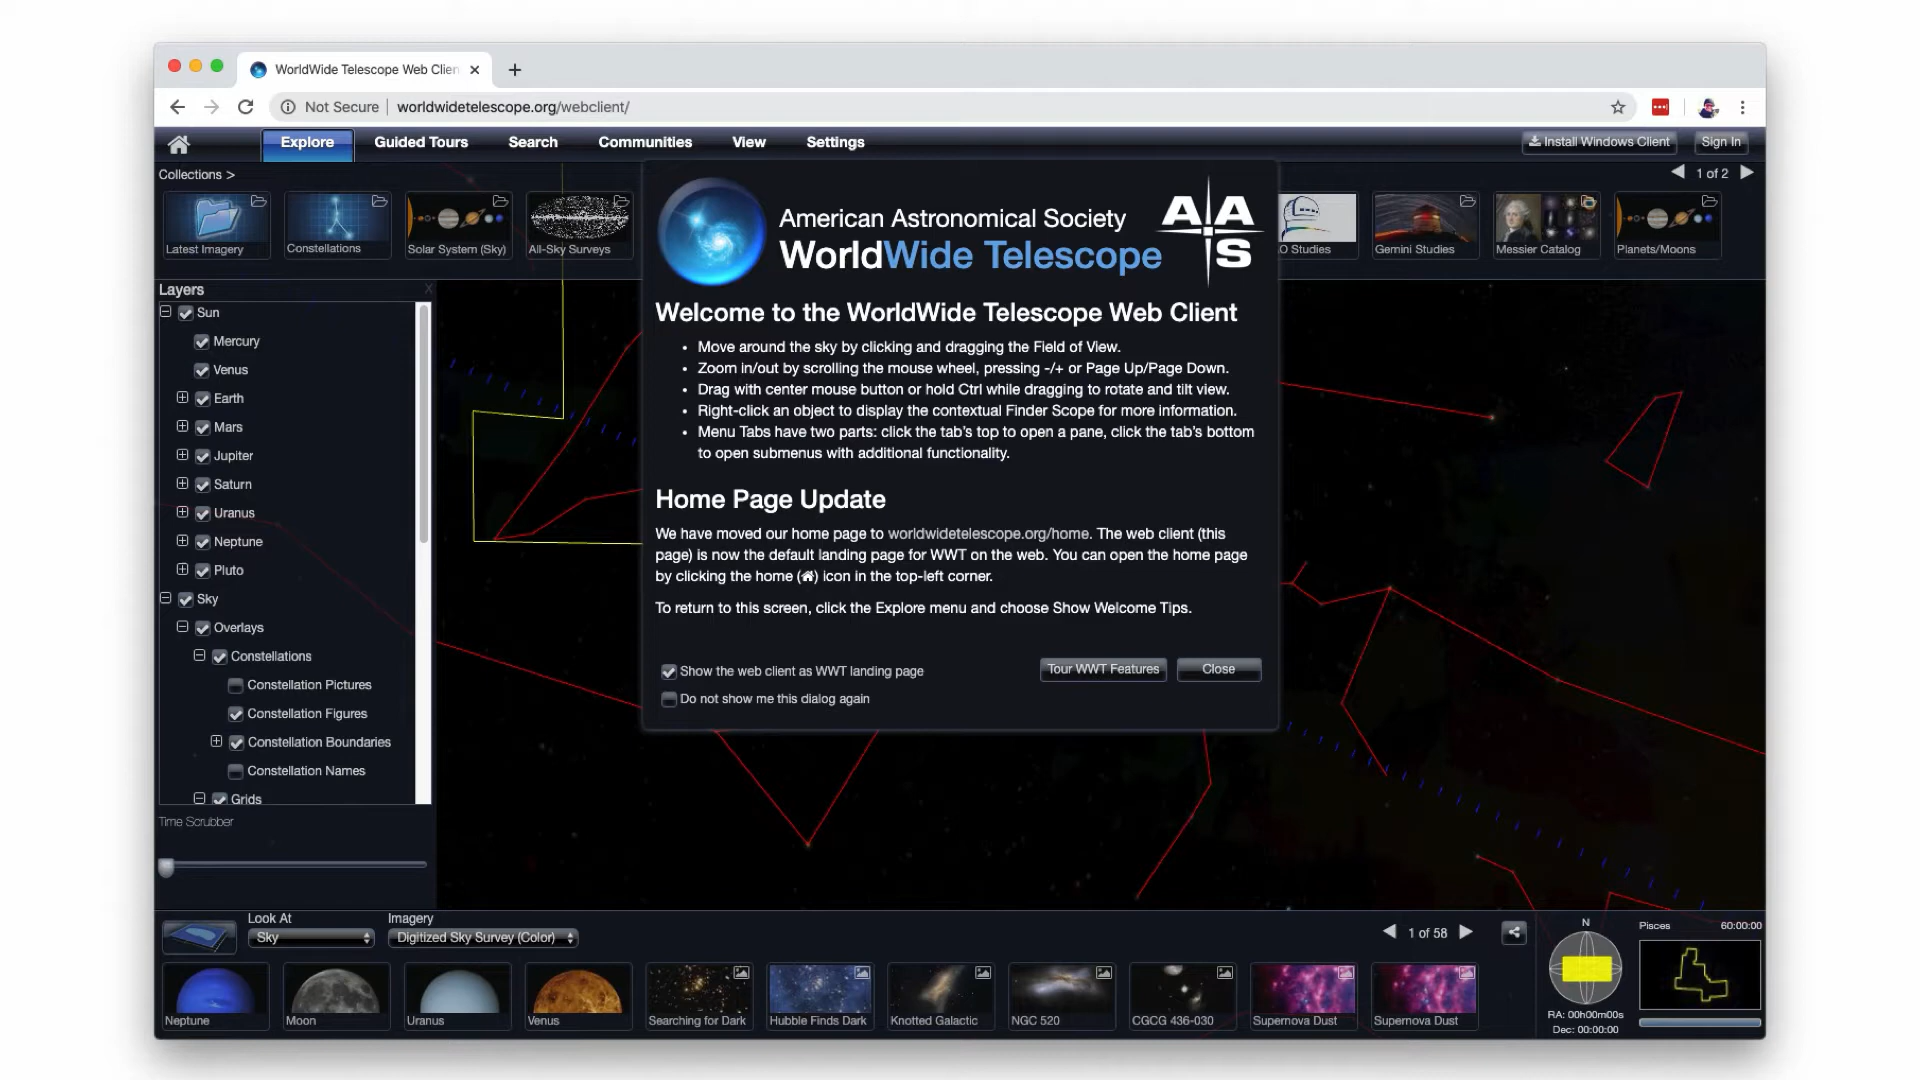 WorldWide Telescope Web Clien
Not Secure
worldwidetelescope.org/webclient/
Explore
Guided Tours
Search
Communities
View
Settings
Install Windows Client
Sign In
Collections >
1 of 2
Latest Imagery
Constellations
Solar System (Sky)
All-Sky Surveys
O Studies
Gemini Studies
Messier Catalog
Planets/Moons
American Astronomical Society
WorldWide Telescope
AAS
Welcome to the WorldWide Telescope Web Client
• Move around the sky by clicking and dragging the Field of View.
• Zoom in/out by scrolling the mouse wheel, pressing -/+ or Page Up/Page Down.
• Drag with center mouse button or hold Ctrl while dragging to rotate and tilt view.
• Right-click an object to display the contextual Finder Scope for more information.
• Menu Tabs have two parts: click the tab's top to open a pane, click the tab's bottom
to open submenus with additional functionality.
Home Page Update
We have moved our home page to worldwidetelescope.org/home. The web client (this
page) is now the default landing page for WWT on the web. You can open the home page
by clicking the home ( ) icon in the top-left corner.
To return to this screen, click the Explore menu and choose Show Welcome Tips.
Show the web client as WWT landing page
Do not show me this dialog again
Tour WWT Features
Close
Layers
X
Sun
Mercury
Venus
Earth
Mars
Jupiter
Saturn
Uranus
Neptune
Pluto
Sky
Overlays
Constellations
Constellation Pictures
Constellation Figures
Constellation Boundaries
Constellation Names
Grids
Time Scrubber
Look At
Sky
Imagery
Digitized Sky Survey (Color)
1 of 58
Neptune
Moon
Uranus
Venus
Searching for Dark
Hubble Finds Dark
Knotted Galactic
NGC 520
CGCG 436-030
Supernova Dust
Supernova Dust
N
RA: 00h00m00s
Dec: 00:00:00
Pisces
60:00:00